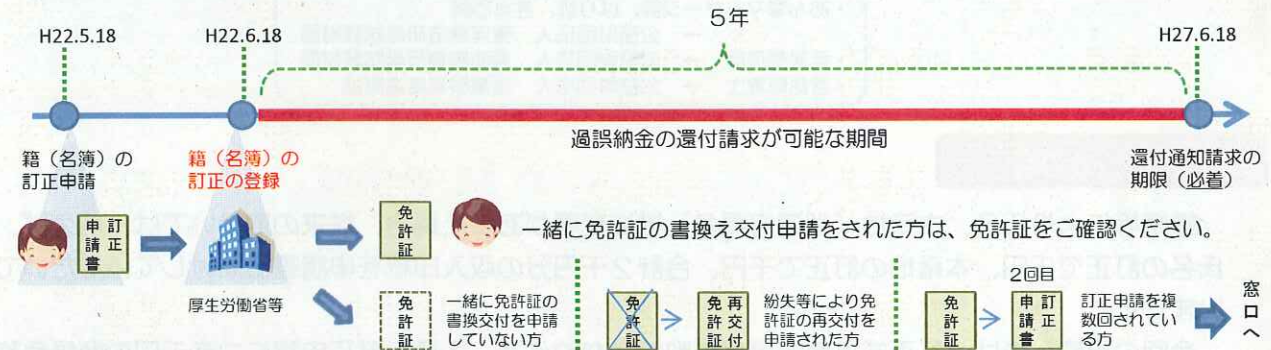 5年
H22.5.18
H22.6.18
H27.6.18
過誤納金の還付請求が可能な期間
籍（名簿）の
訂正申請
籍（名簿）の
訂正の登録
還付通知請求の
期限（必着）
訂正
申請書
厚生労働省等
免許証
一緒に免許証の書換え交付申請をされた方は、免許証をご確認ください。
免許証
一緒に免許証の
書換交付を申請
していない方
免許証
再交付
免許証
紛失等により免
許証の再交付を
申請された方
免許証
2回目
訂正
申請書
訂正申請を複
数回されてい
る方
窓口へ